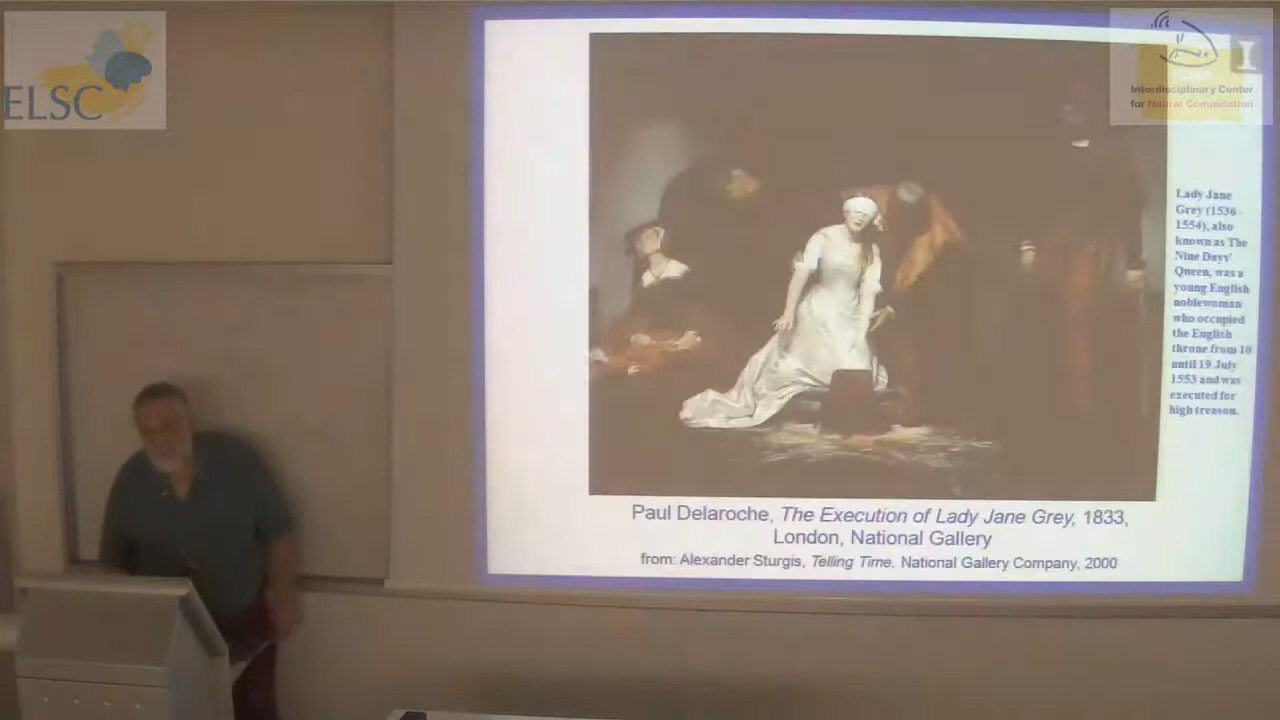 ELSC
I
Interdisciplinary Center
for Neural Computation
Lady Jane
Grey (1536-
1554), also
known as The
Nine Days'
Queen, was a
young English
noblewoman
who occupied
the English
throne from 10
until 19 July
1553 and was
executed for
high treason.
Paul Delaroche, The Execution of Lady Jane Grey, 1833,
London, National Gallery
from: Alexander Sturgis, Telling Time. National Gallery Company, 2000